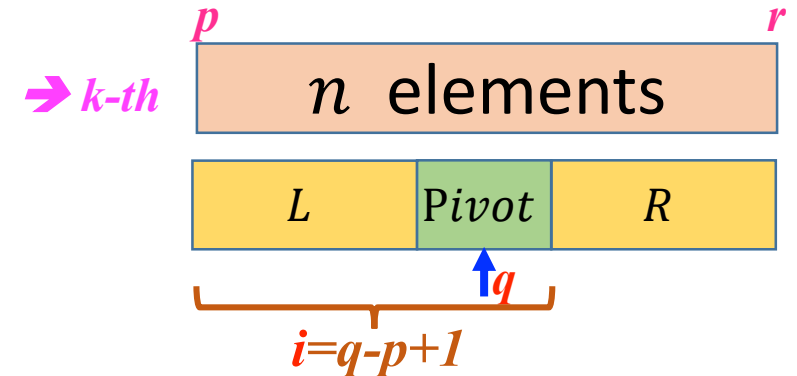 p r
➔ k-th n elements
L Pivot R
q
i=q-p+1